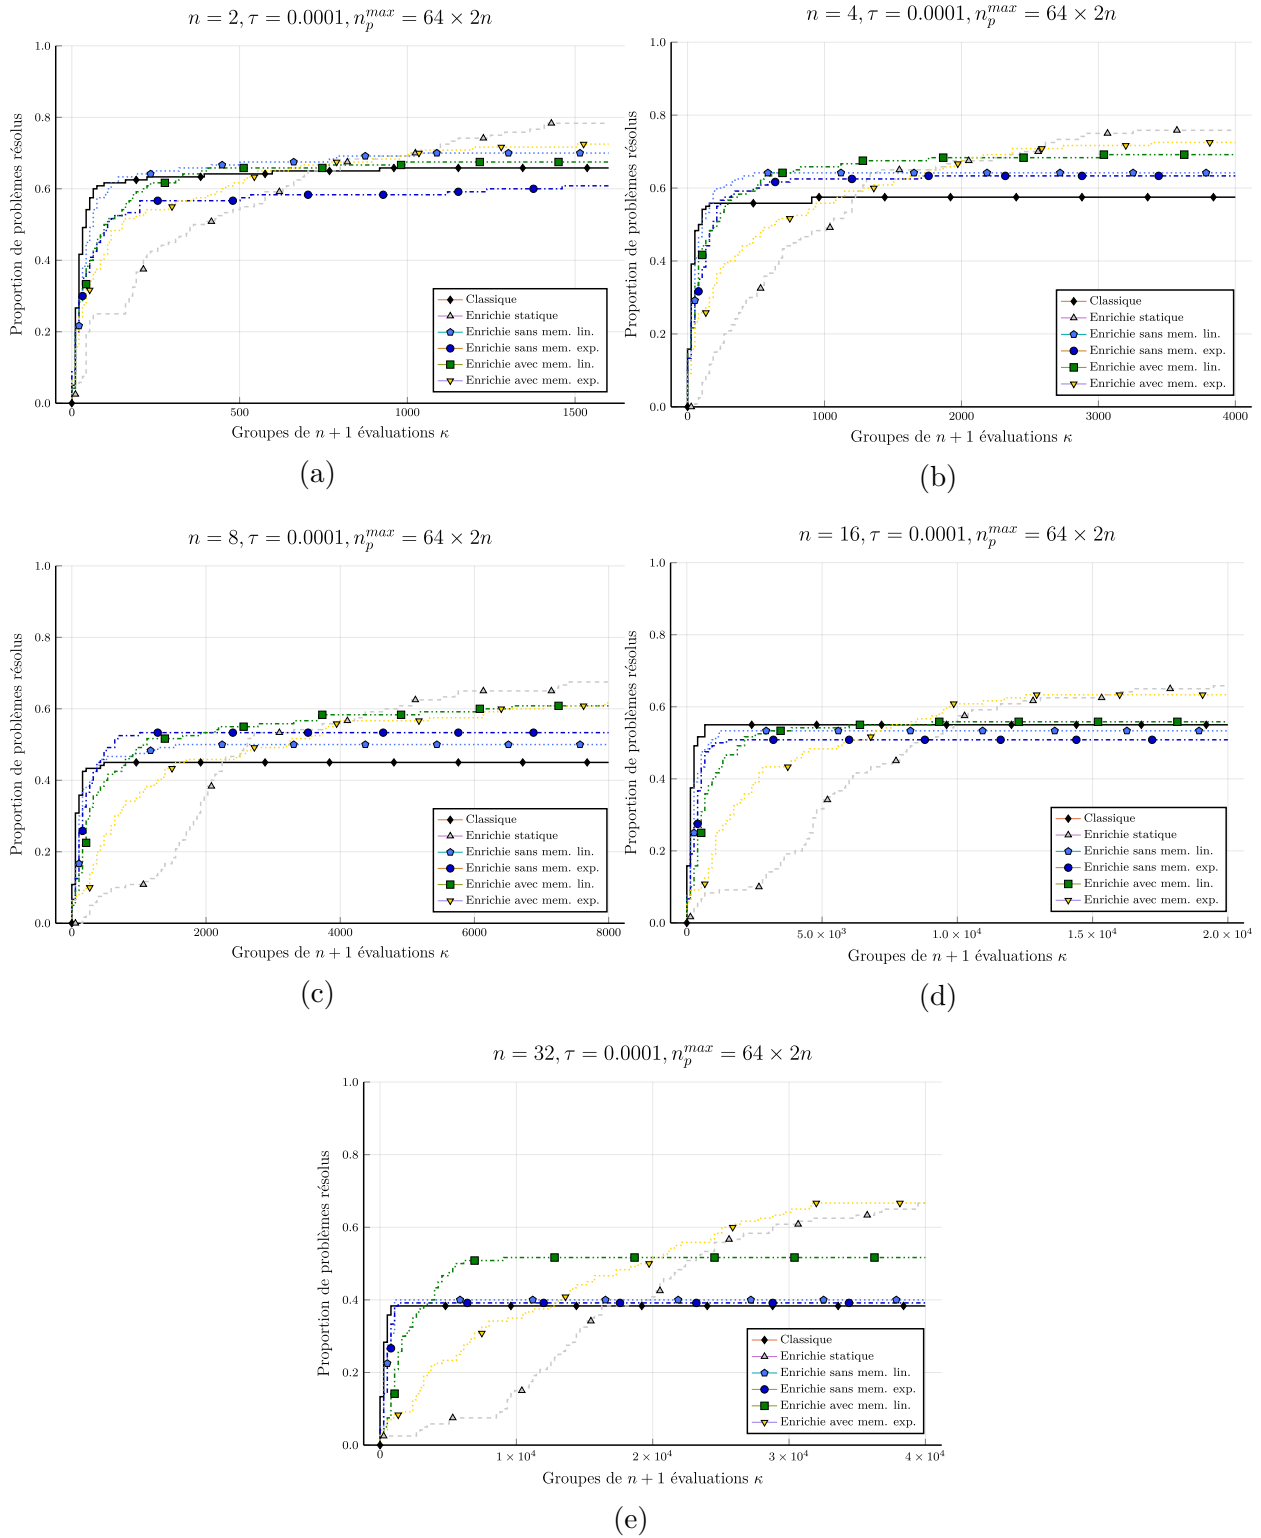 n = 2, τ = 0.0001, n_p^{max} = 64 × 2n
Proportion de problèmes résolus
1.0
0.8
0.6
0.4
0.2
0.0
Classique
Enrichie statique
Enrichie sans mem. lin.
Enrichie sans mem. exp.
Enrichie avec mem. lin.
Enrichie avec mem. exp.
0 500 1000 1500
Groupes de n + 1 évaluations κ
(a)
n = 4, τ = 0.0001, n_p^{max} = 64 × 2n
Proportion de problèmes résolus
1.0
0.8
0.6
0.4
0.2
0.0
Classique
Enrichie statique
Enrichie sans mem. lin.
Enrichie sans mem. exp.
Enrichie avec mem. lin.
Enrichie avec mem. exp.
0 1000 2000 3000 4000
Groupes de n + 1 évaluations κ
(b)
n = 8, τ = 0.0001, n_p^{max} = 64 × 2n
Proportion de problèmes résolus
1.0
0.8
0.6
0.4
0.2
0.0
Classique
Enrichie statique
Enrichie sans mem. lin.
Enrichie sans mem. exp.
Enrichie avec mem. lin.
Enrichie avec mem. exp.
0 2000 4000 6000 8000
Groupes de n + 1 évaluations κ
(c)
n = 16, τ = 0.0001, n_p^{max} = 64 × 2n
Proportion de problèmes résolus
1.0
0.8
0.6
0.4
0.2
0.0
Classique
Enrichie statique
Enrichie sans mem. lin.
Enrichie sans mem. exp.
Enrichie avec mem. lin.
Enrichie avec mem. exp.
0 5.0 × 10³ 1.0 × 10⁴ 1.5 × 10⁴ 2.0 × 10⁴
Groupes de n + 1 évaluations κ
(d)
n = 32, τ = 0.0001, n_p^{max} = 64 × 2n
Proportion de problèmes résolus
1.0
0.8
0.6
0.4
0.2
0.0
Classique
Enrichie statique
Enrichie sans mem. lin.
Enrichie sans mem. exp.
Enrichie avec mem. lin.
Enrichie avec mem. exp.
0 1 × 10⁴ 2 × 10⁴ 3 × 10⁴ 4 × 10⁴
Groupes de n + 1 évaluations κ
(e)